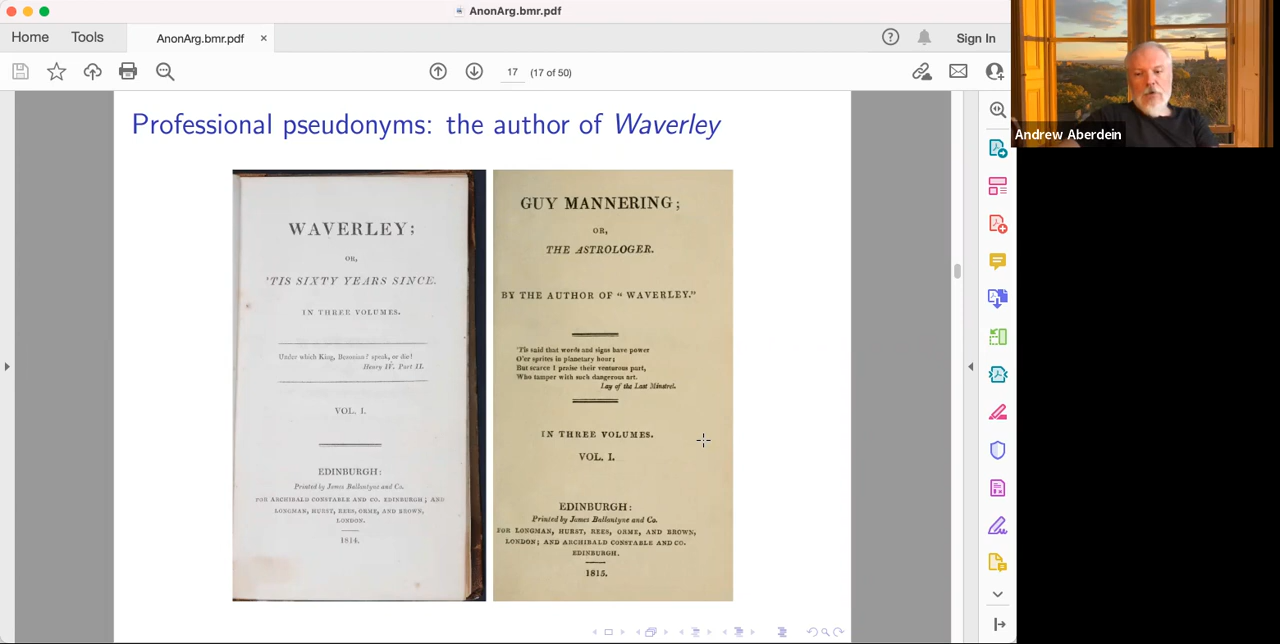 AnonArg.bmr.pdf
Home
Tools
AnonArg.bmr.pdf ×
Sign In
17 (17 of 50)
Andrew Aberdein
Professional pseudonyms: the author of Waverley
WAVERLEY;
OR,
'TIS SIXTY YEARS SINCE.
IN THREE VOLUMES.
Under which King, Bezonian? speak, or die!
Henry IV. Part II.
VOL. I.
EDINBURGH:
Printed by James Ballantyne and Co.
FOR ARCHIBALD CONSTABLE AND CO. EDINBURGH; AND
LONGMAN, HURST, REES, ORME, AND BROWN,
LONDON.
1814.
GUY MANNERING;
OR,
THE ASTROLOGER.
BY THE AUTHOR OF "WAVERLEY."
'Tis said that words and signs have power
O'er sprites in planetary hour;
But scarce I praise their venturous part,
Who tamper with such dangerous art.
Lay of the Last Minstrel.
IN THREE VOLUMES.
VOL. I.
EDINBURGH:
Printed by James Ballantyne and Co.
FOR LONGMAN, HURST, REES, ORME, AND BROWN,
LONDON; AND ARCHIBALD CONSTABLE AND CO.
EDINBURGH.
1815.